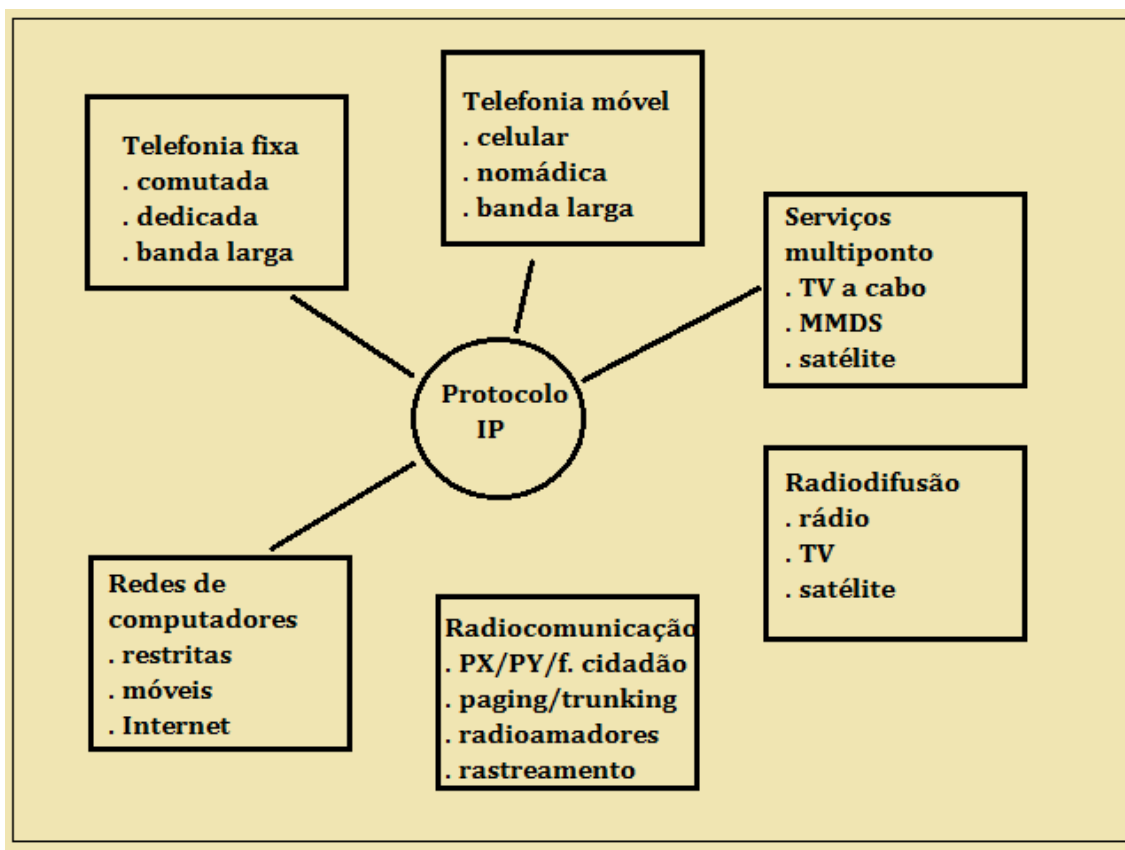 Telefonia fixa
. comutada
. dedicada
. banda larga
Telefonia móvel
. celular
. nomádica
. banda larga
Serviços
multiponto
. TV a cabo
. MMDS
. satélite
Protocolo
IP
Radiodifusão
. rádio
. TV
. satélite
Redes de
computadores
. restritas
. móveis
. Internet
Radiocomunicação
. PX/PY/f. cidadão
. paging/trunking
. radioamadores
. rastreamento